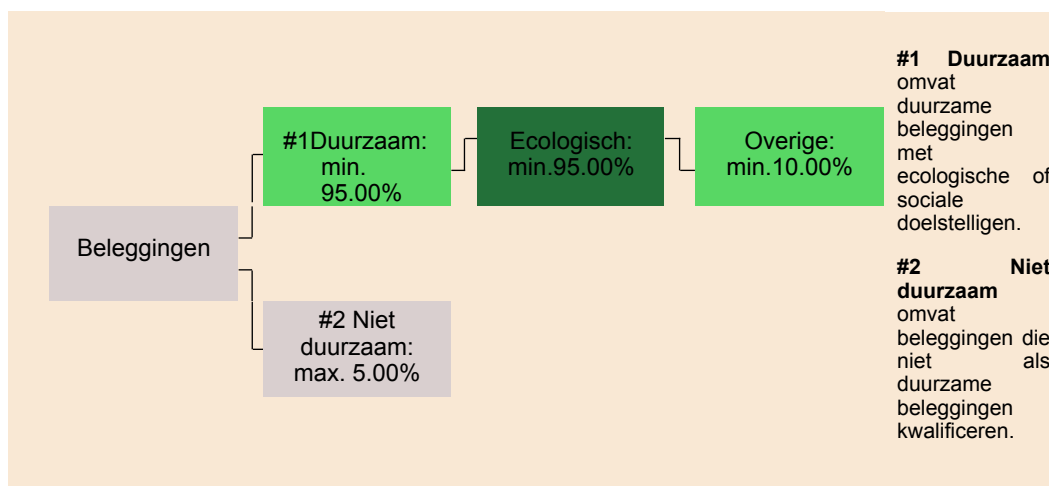 #1Duurzaam:
min.
95.00%
Ecologisch:
min.95.00%
Overige:
min.10.00%
Beleggingen
#2 Niet
duurzaam:
max. 5.00%
#1 Duurzaam
omvat
duurzame
beleggingen
met
ecologische of
sociale
doelstelligen.
#2 Niet
duurzaam
omvat
beleggingen die
niet als
duurzame
beleggingen
kwalificeren.